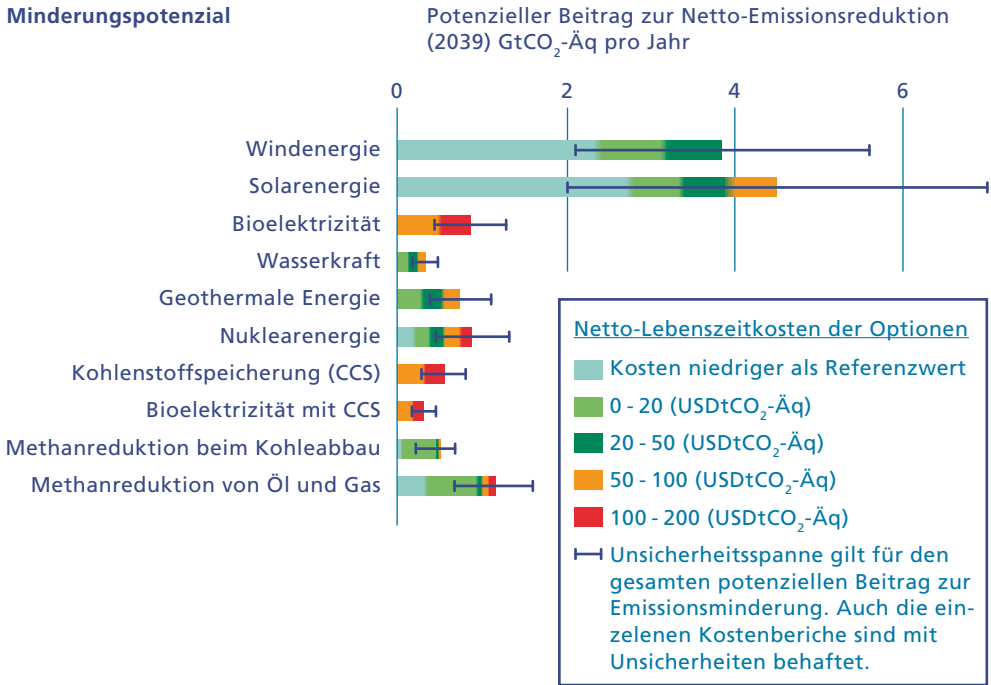 Minderungspotenzial
Potenzieller Beitrag zur Netto-Emissionsreduktion
(2039) GtCO₂-Äq pro Jahr
0 2 4 6
Windenergie
Solarenergie
Bioelektrizität
Wasserkraft
Geothermale Energie
Nuklearenergie
Kohlenstoffspeicherung (CCS)
Bioelektrizität mit CCS
Methanreduktion beim Kohleabbau
Methanreduktion von Öl und Gas
Netto-Lebenszeitkosten der Optionen
Kosten niedriger als Referenzwert
0 - 20 (USDtCO₂-Äq)
20 - 50 (USDtCO₂-Äq)
50 - 100 (USDtCO₂-Äq)
100 - 200 (USDtCO₂-Äq)
Unsicherheitsspanne gilt für den
gesamten potenziellen Beitrag zur
Emissionsminderung. Auch die ein-
zelenen Kostenberiche sind mit
Unsicherheiten behaftet.